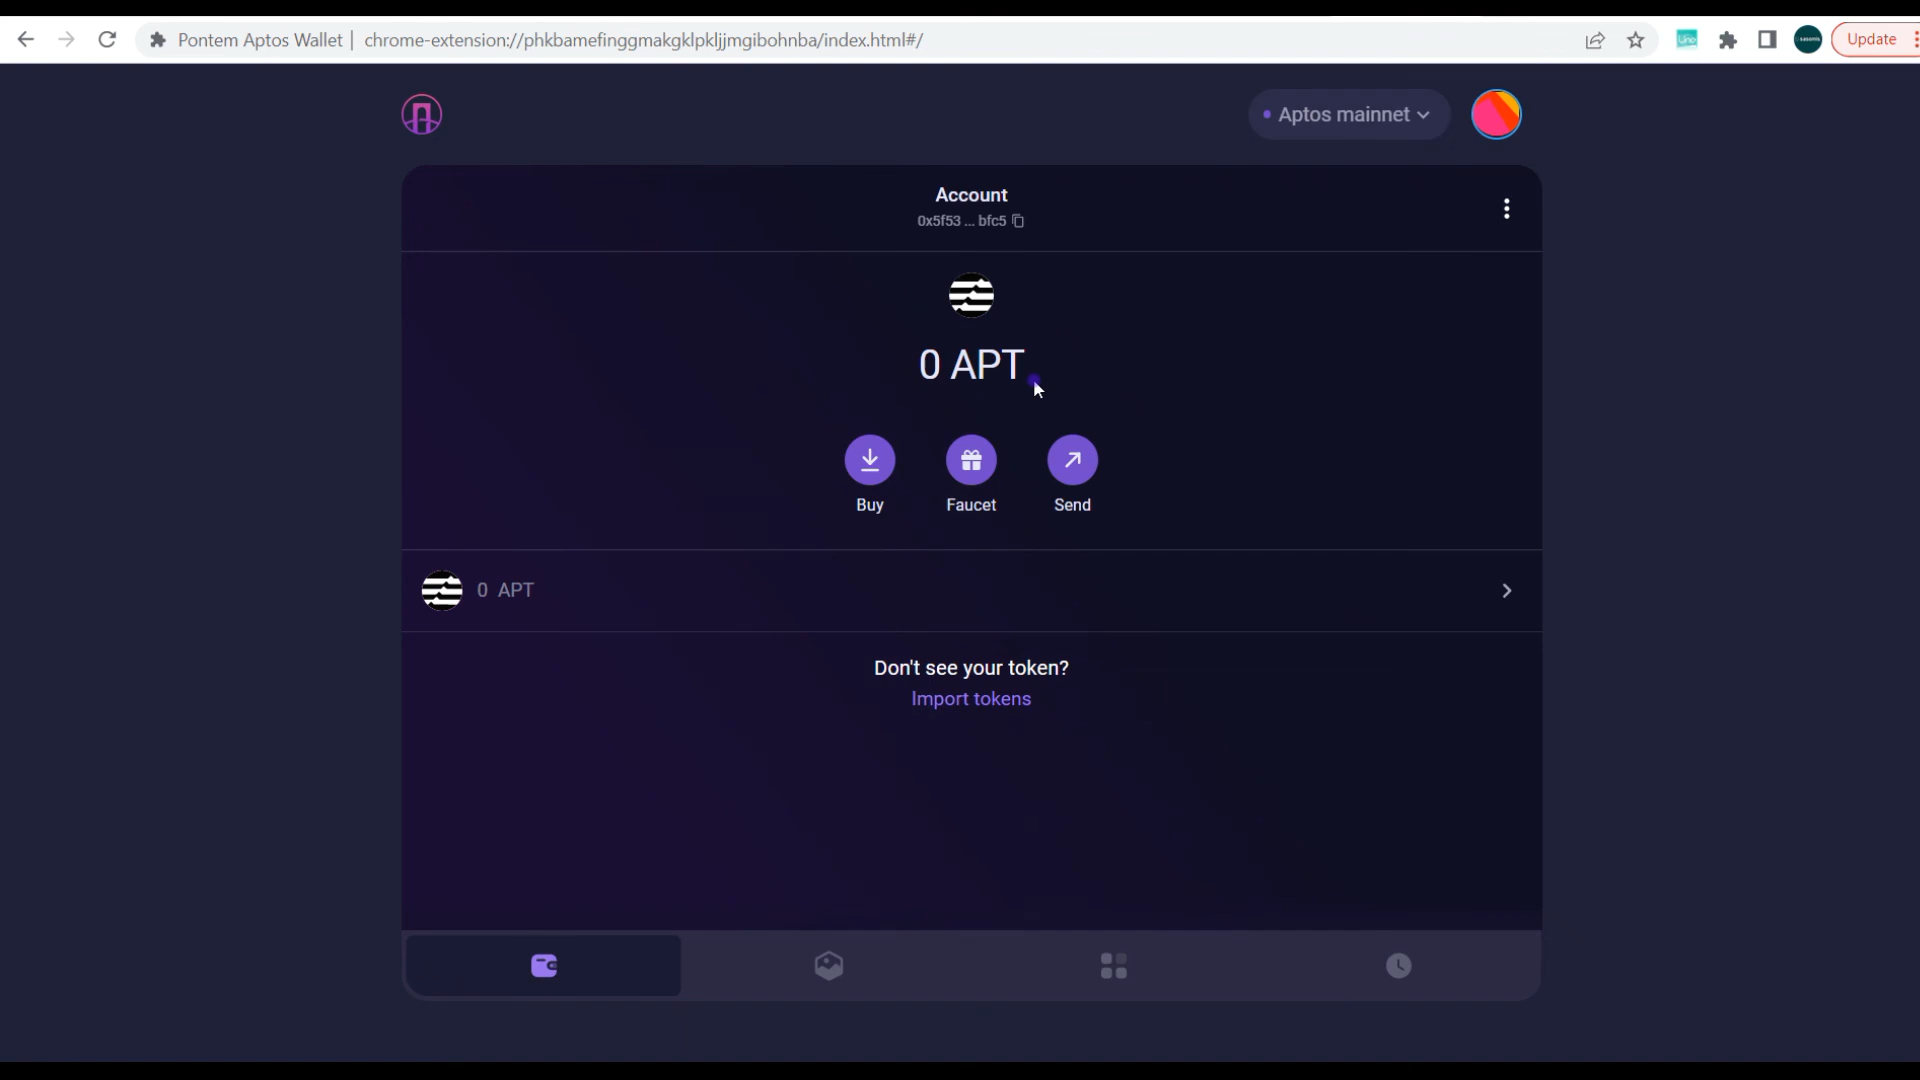 Pontem Aptos Wallet | chrome-extension://phkbamefinggmakgklpkljjmgibohnba/index.html#/
Update
Aptos mainnet
Account
0x5f53 ... bfc5
0 APT
Buy
Faucet
Send
0 APT
Don't see your token?
Import tokens